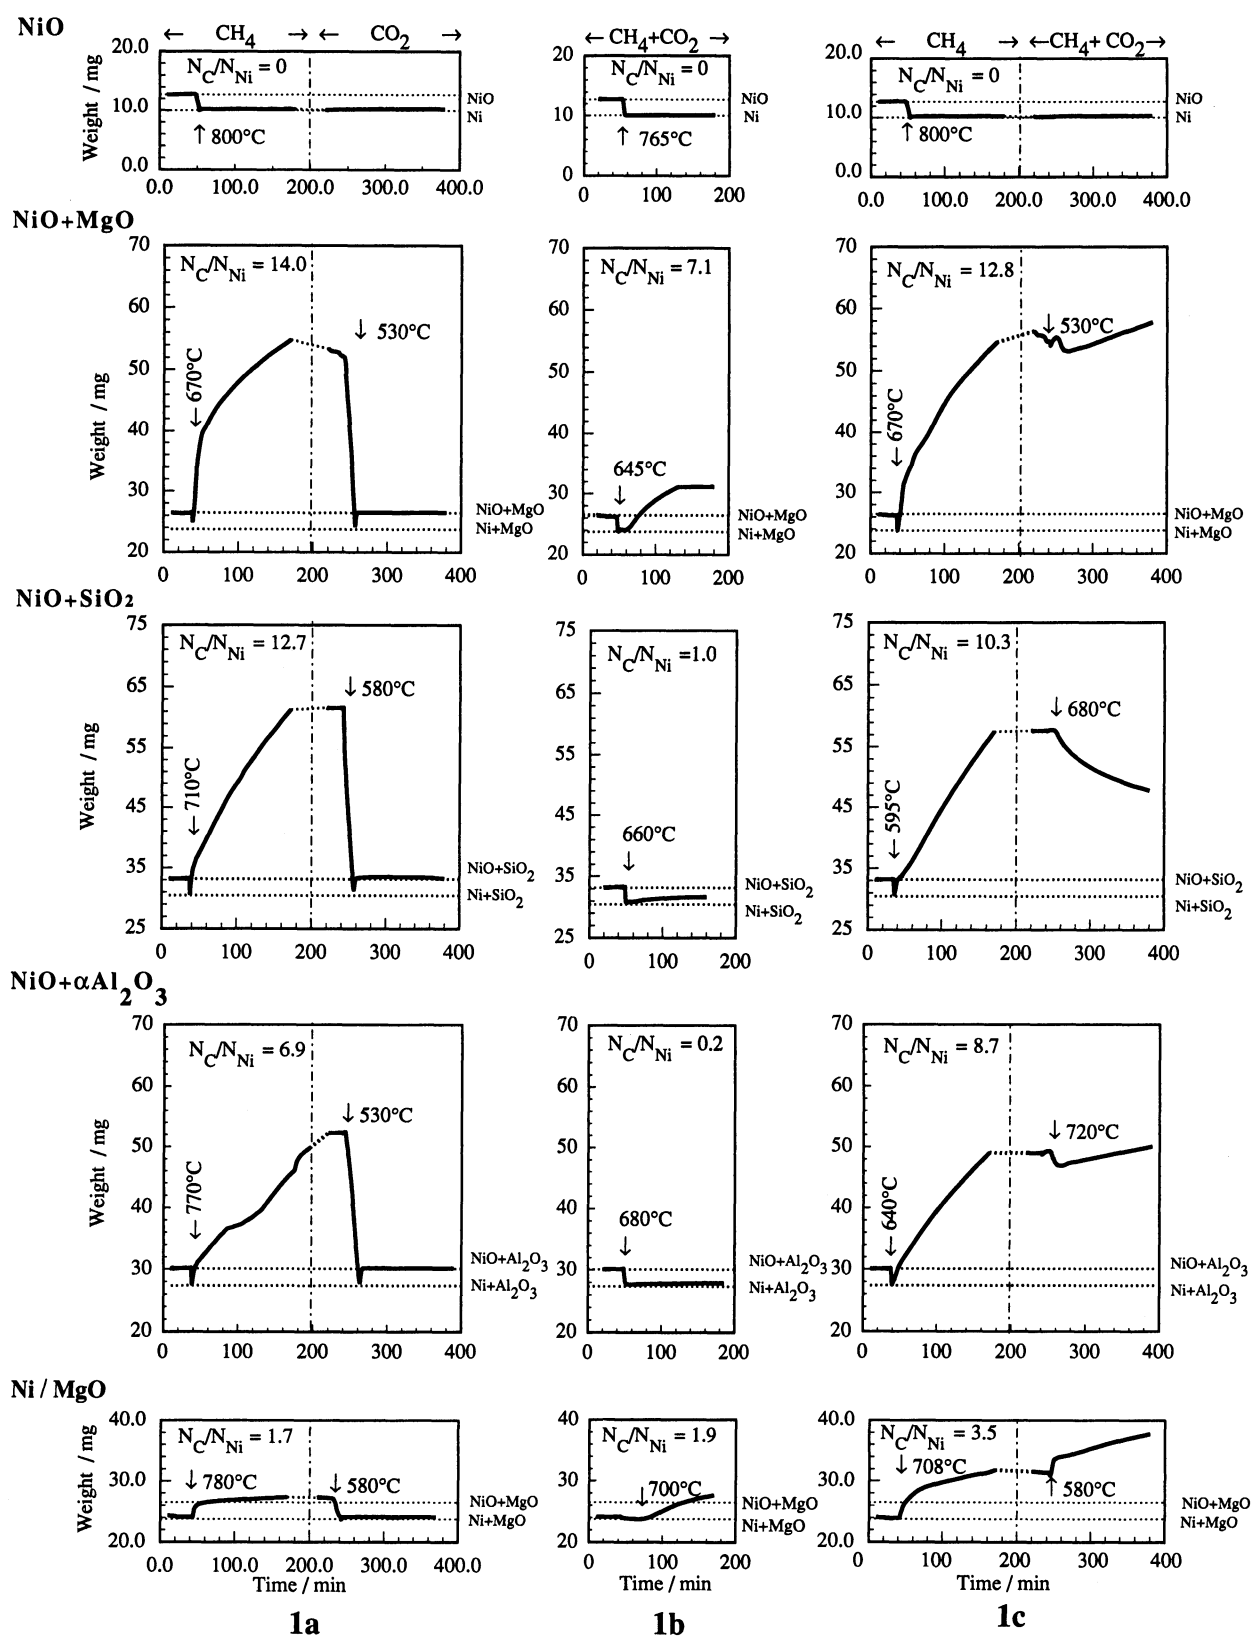 NiO
← CH4 → ← CO2 →
← CH4+CO2 →
← CH4 → ← CH4+ CO2 →
Weight / mg
20.0
10.0
0.0
NC/NNi = 0
↑ 800°C
NiO
Ni
0.0 100.0 200.0 300.0 400.0
20
10
0
NC/NNi = 0
↑ 765°C
NiO
Ni
0 100 200
20.0
10.0
0.0
NC/NNi = 0
↑ 800°C
NiO
Ni
0.0 100.0 200.0 300.0 400.0
NiO+MgO
Weight / mg
70
60
50
40
30
20
NC/NNi = 14.0
↓ 670°C
↓ 530°C
NiO+MgO
Ni+MgO
0 100 200 300 400
70
60
50
40
30
20
NC/NNi = 7.1
645°C
↓
NiO+MgO
Ni+MgO
0 100 200
70
60
50
40
30
20
NC/NNi = 12.8
↓ 670°C
↓ 530°C
NiO+MgO
Ni+MgO
0 100 200 300 400
NiO+SiO2
Weight / mg
75
65
55
45
35
25
NC/NNi = 12.7
↓ 710°C
↓ 580°C
NiO+SiO2
Ni+SiO2
0 100 200 300 400
75
65
55
45
35
25
NC/NNi =1.0
660°C
↓
NiO+SiO2
Ni+SiO2
0 100 200
75
65
55
45
35
25
NC/NNi = 10.3
↓ 595°C
↓ 680°C
NiO+SiO2
Ni+SiO2
0 100 200 300 400
NiO+αAl2O3
Weight / mg
70
60
50
40
30
20
NC/NNi = 6.9
↓ 770°C
↓ 530°C
NiO+Al2O3
Ni+Al2O3
0 100 200 300 400
70
60
50
40
30
20
NC/NNi = 0.2
680°C
↓
NiO+Al2O3
Ni+Al2O3
0 100 200
70
60
50
40
30
20
NC/NNi = 8.7
↓ 640°C
↓ 720°C
NiO+Al2O3
Ni+Al2O3
0 100 200 300 400
Ni/MgO
Weight / mg
40.0
30.0
20.0
NC/NNi = 1.7
↓ 780°C
↓ 580°C
NiO+MgO
Ni+MgO
0.0 100.0 200.0 300.0 400.0
Time / min
1a
40
30
20
NC/NNi = 1.9
↓ 700°C
NiO+MgO
Ni+MgO
0 100 200
Time / min
1b
40.0
30.0
20.0
NC/NNi = 3.5
↓ 708°C
↑ 580°C
NiO+MgO
Ni+MgO
0 100 200 300 400
Time / min
1c